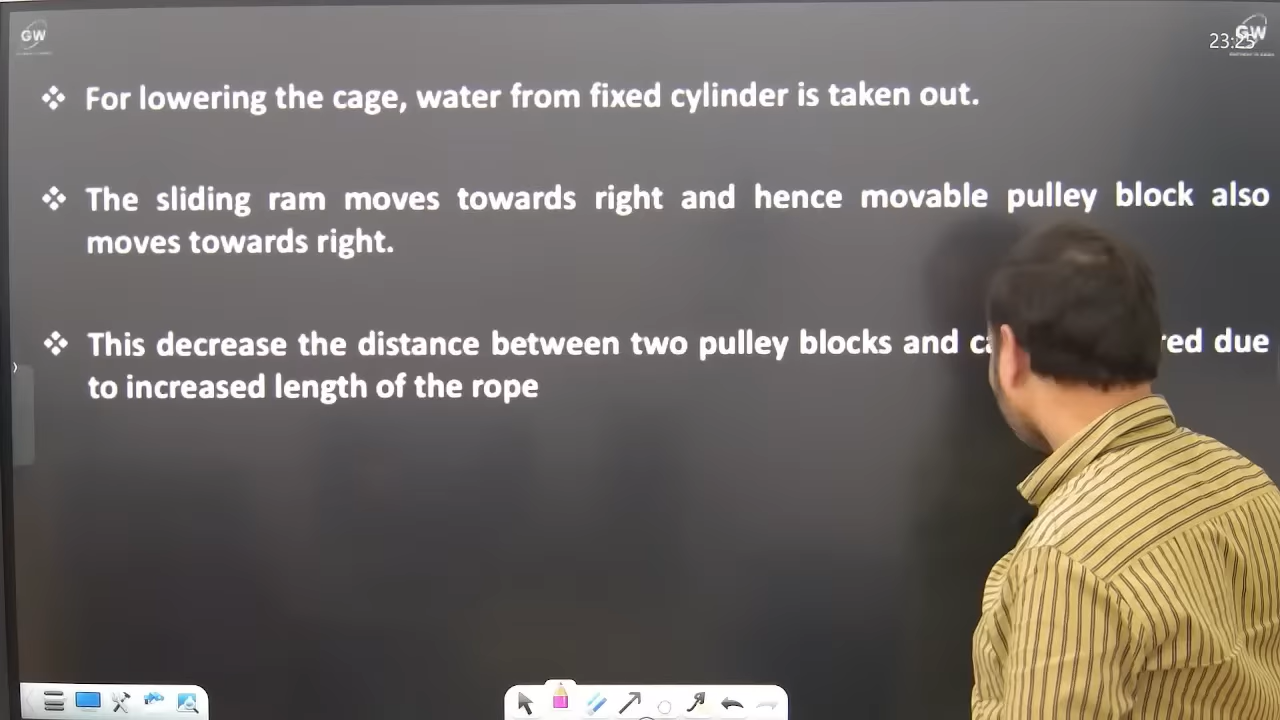 GW
23:25
GW
For lowering the cage, water from fixed cylinder is taken out.
The sliding ram moves towards right and hence movable pulley block also
moves towards right.
This decrease the distance between two pulley blocks and due
to increased length of the rope